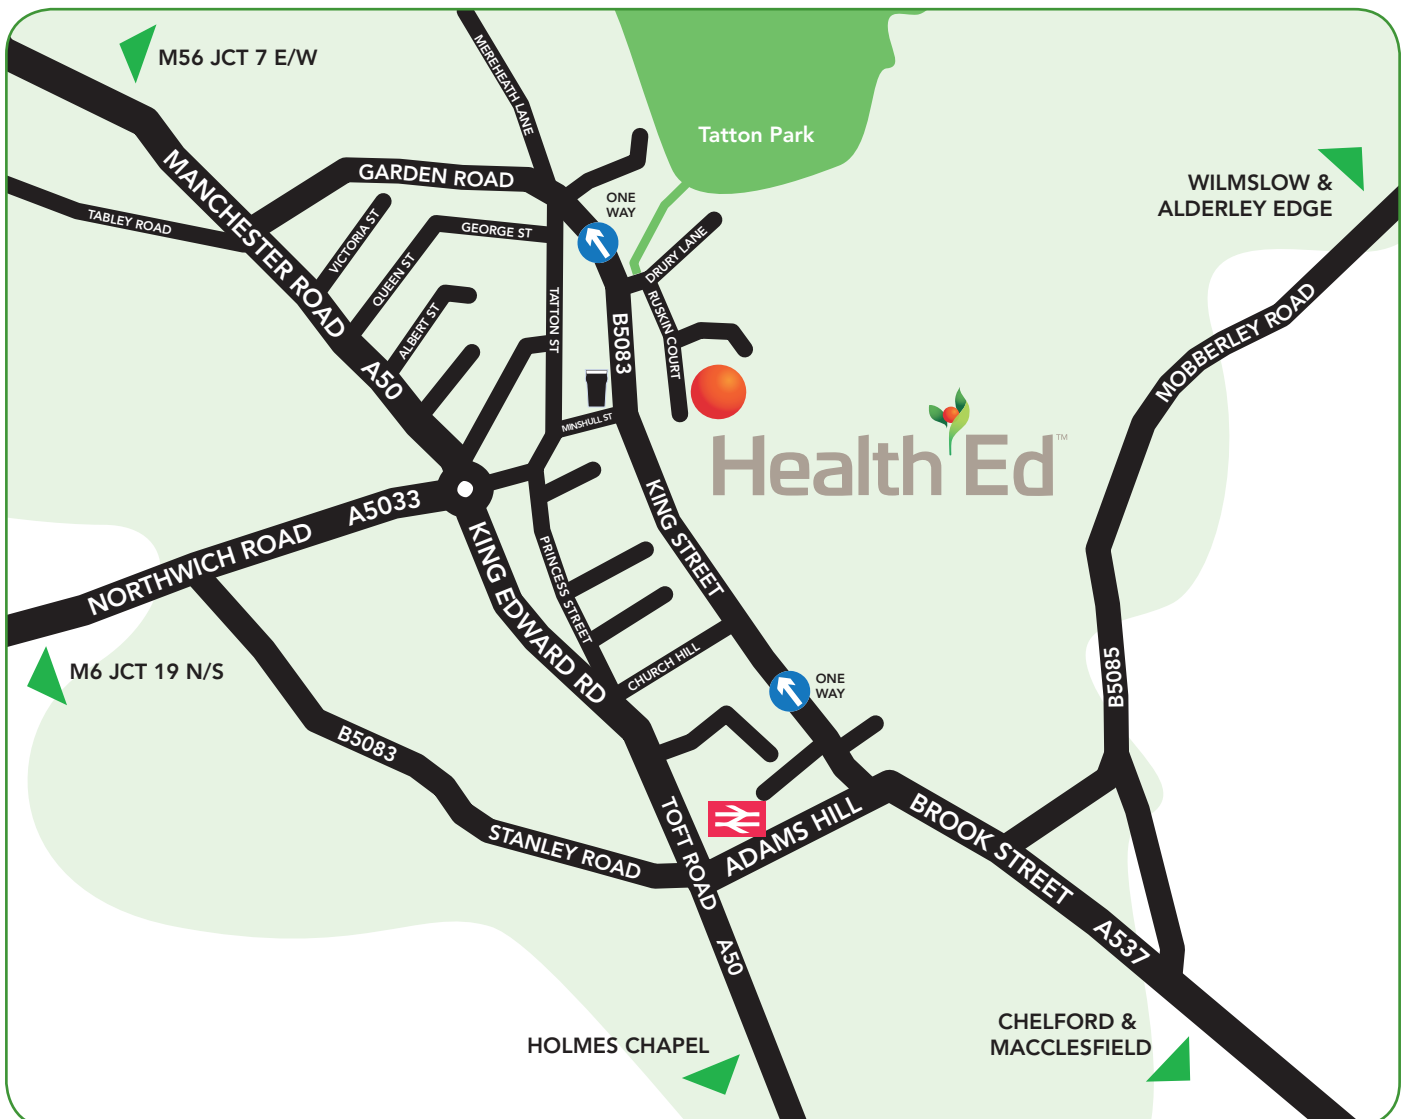 M56 JCT 7 E/W
MEREHEATH LANE
Tatton Park
GARDEN ROAD
WILMSLOW &
ALDERLEY EDGE
ONE
WAY
MANCHESTER ROAD
TABLEY ROAD
VICTORIA ST
GEORGE ST
QUEEN ST
DRURY LANE
TATTON ST
B5083
RUSKIN COURT
ALBERT ST
MOBBERLEY ROAD
A50
MINSHULL ST
Health Ed™
A5033
NORTHWICH ROAD
KING STREET
KING EDWARD RD
PRINCESS STREET
CHURCH HILL
M6 JCT 19 N/S
ONE
WAY
B5085
B5083
STANLEY ROAD
TOFT ROAD
ADAMS HILL
BROOK STREET
A537
A50
HOLMES CHAPEL
CHELFORD &
MACCLESFIELD